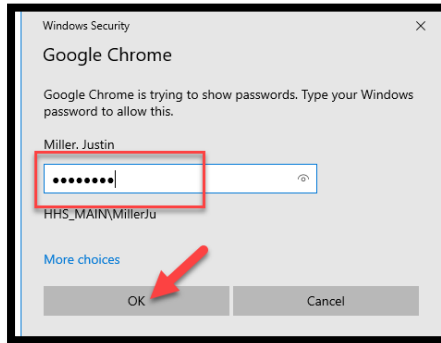 Windows Security
Google Chrome
Google Chrome is trying to show passwords. Type your Windows
password to allow this.
Miller. Justin
••••••••
HHS_MAIN\MillerJu
More choices
OK
Cancel